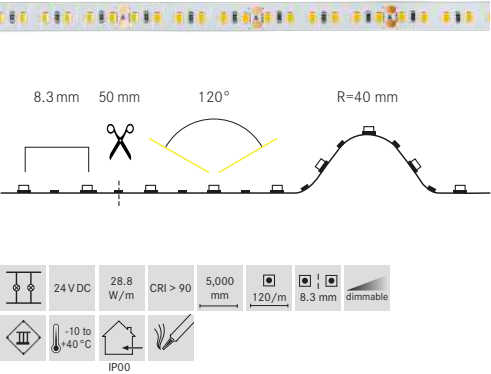 8.3 mm 50 mm 120° R=40 mm
24 V DC
28.8
W/m
CRI > 90
5,000
mm
120/m
8.3 mm
dimmable
III
-10 to
+40 °C
IP00